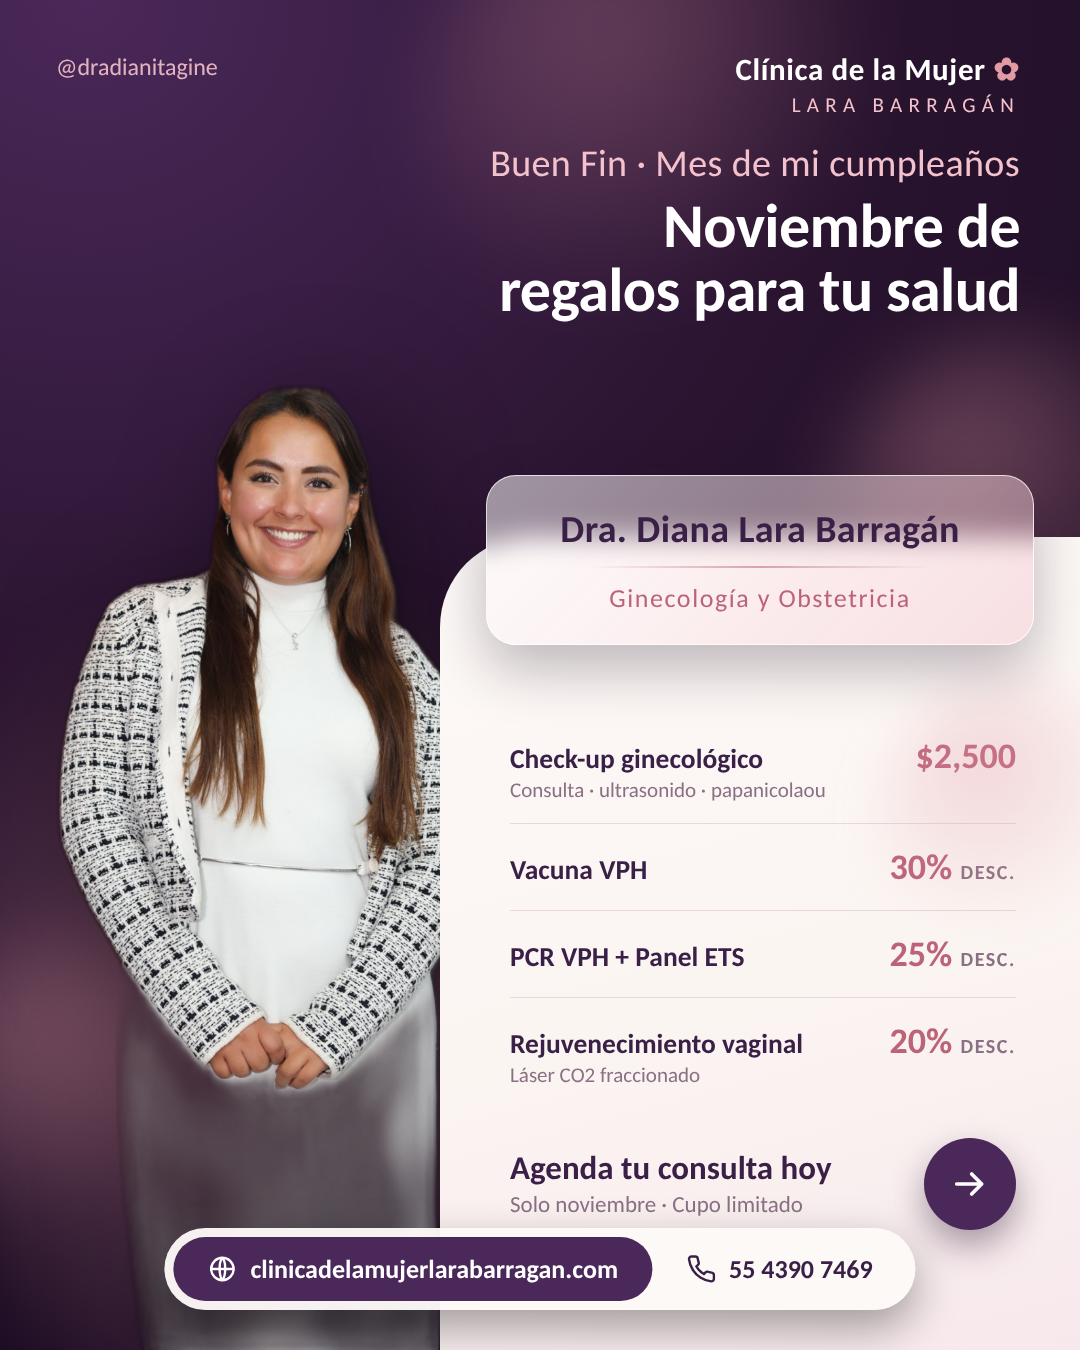 @dradianitagine
Clínica de la Mujer
LARA BARRAGÁN
Buen Fin · Mes de mi cumpleaños
Noviembre de
regalos para tu salud
Dra. Diana Lara Barragán
Ginecología y Obstetricia
Check-up ginecológico $2,500
Consulta · ultrasonido · papanicolaou
Vacuna VPH 30% DESC.
PCR VPH + Panel ETS 25% DESC.
Rejuvenecimiento vaginal 20% DESC.
Láser CO2 fraccionado
Agenda tu consulta hoy
Solo noviembre · Cupo limitado
clinicadelamujerlarabarragan.com 55 4390 7469